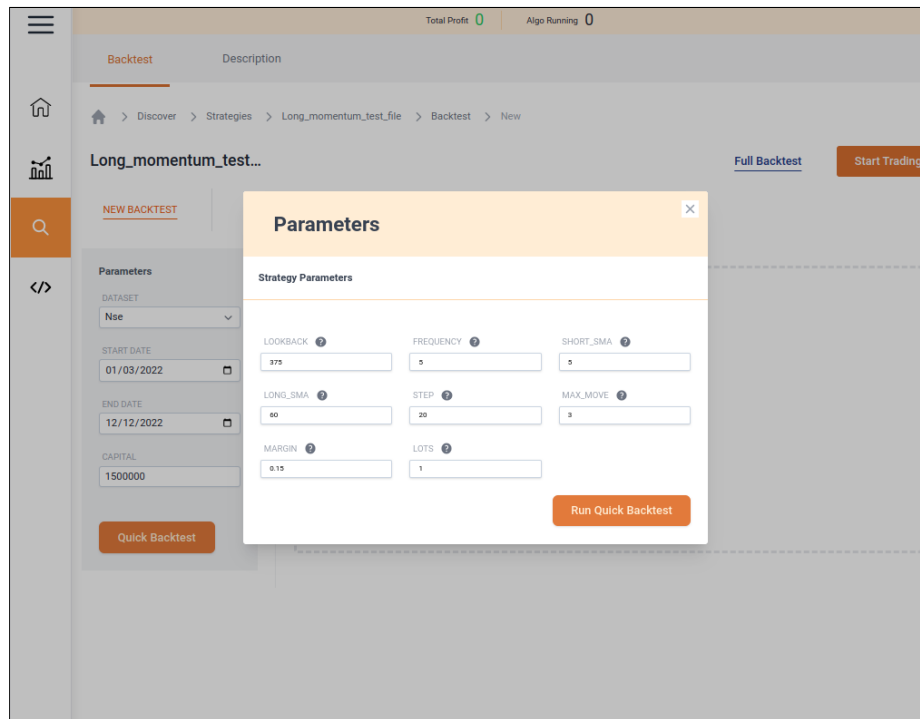 Total Profit 0 Algo Running 0
Backtest Description
Discover > Strategies > Long_momentum_test_file > Backtest > New
Long_momentum_test...
Full Backtest
Start Trading
NEW BACKTEST
Parameters
DATASET
Nse
START DATE
01/03/2022
END DATE
12/12/2022
CAPITAL
1500000
Quick Backtest
Parameters
Strategy Parameters
LOOKBACK FREQUENCY SHORT_SMA
375 5 5
LONG_SMA STEP MAX_MOVE
60 20 3
MARGIN LOTS
0.15 1
Run Quick Backtest